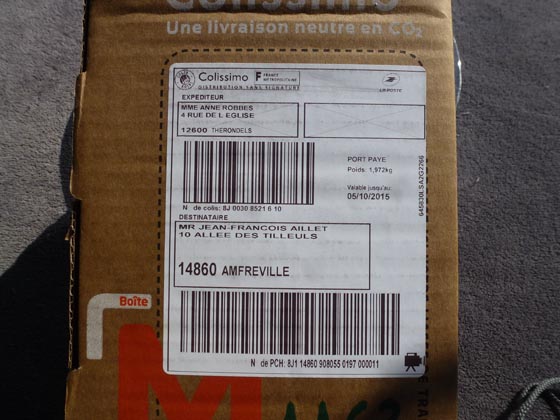 Colissimo
Une livraison neutre en CO2
Colissimo F FRANCE MÉTROPOLITAINE
DISTRIBUTION SANS SIGNATURE
LA POSTE
EXPEDITEUR
MME ANNE ROBBES
4 RUE DE L EGLISE
12600 THERONDELS
PORT PAYE
Poids: 1,972kg
Valable jusqu'au:
05/10/2015
N de colis: 8J 0030 8521 6 10
DESTINATAIRE
MR JEAN-FRANCOIS AILLET
10 ALLEE DES TILLEULS
14860 AMFREVILLE
N de PCH: 8J1 14860 908055 0197 000011
Boîte
M